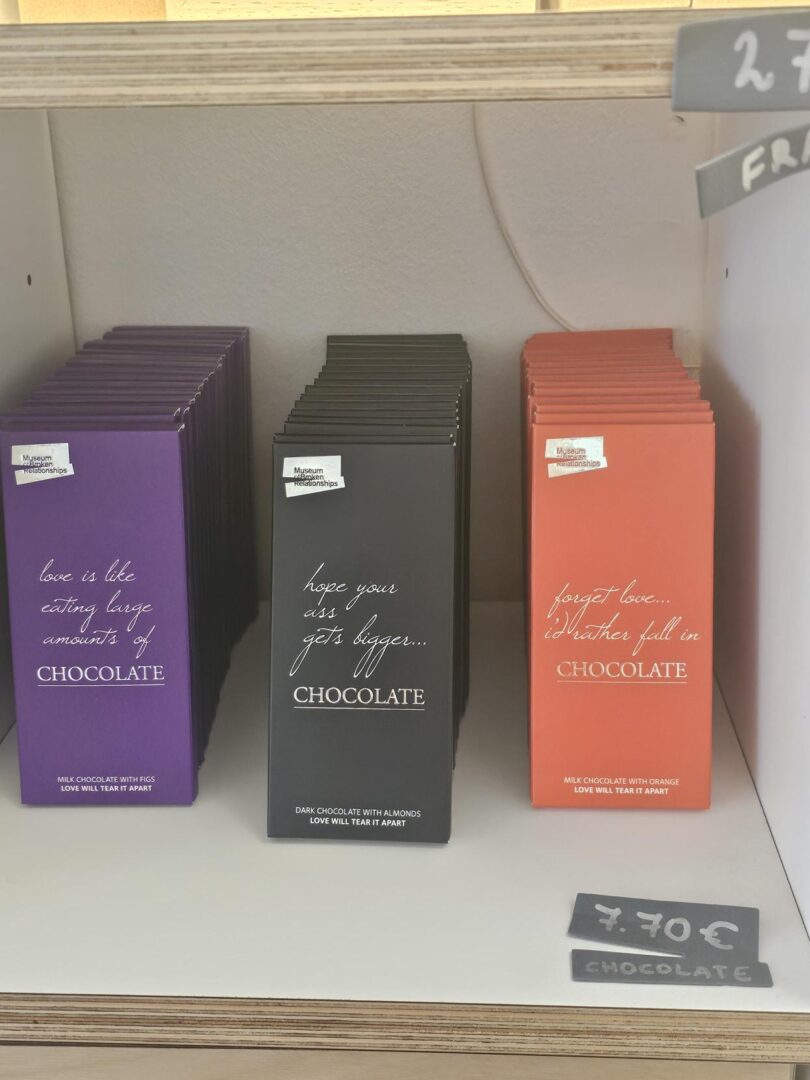 27
FRA
Museum
of Broken
Relationships
love is like
eating large
amounts of
CHOCOLATE
MILK CHOCOLATE WITH FIGS
LOVE WILL TEAR IT APART
Museum
of Broken
Relationships
hope your
ass
gets bigger...
CHOCOLATE
DARK CHOCOLATE WITH ALMONDS
LOVE WILL TEAR IT APART
Museum
of Broken
Relationships
forget love...
i'd rather fall in
CHOCOLATE
MILK CHOCOLATE WITH ORANGE
LOVE WILL TEAR IT APART
7.70€
CHOCOLATE